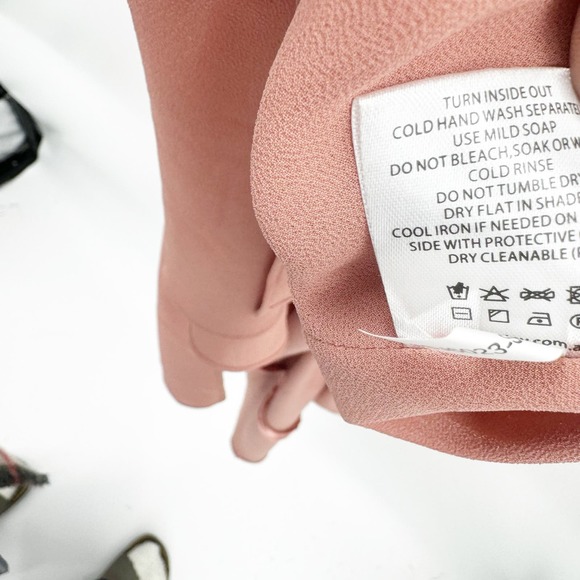 TURN INSIDE OUT
COLD HAND WASH SEPARATE
USE MILD SOAP
DO NOT BLEACH, SOAK OR W
COLD RINSE
DO NOT TUMBLE DRY
DRY FLAT IN SHADE
COOL IRON IF NEEDED ON
SIDE WITH PROTECTIVE
DRY CLEANABLE (P
.com.a